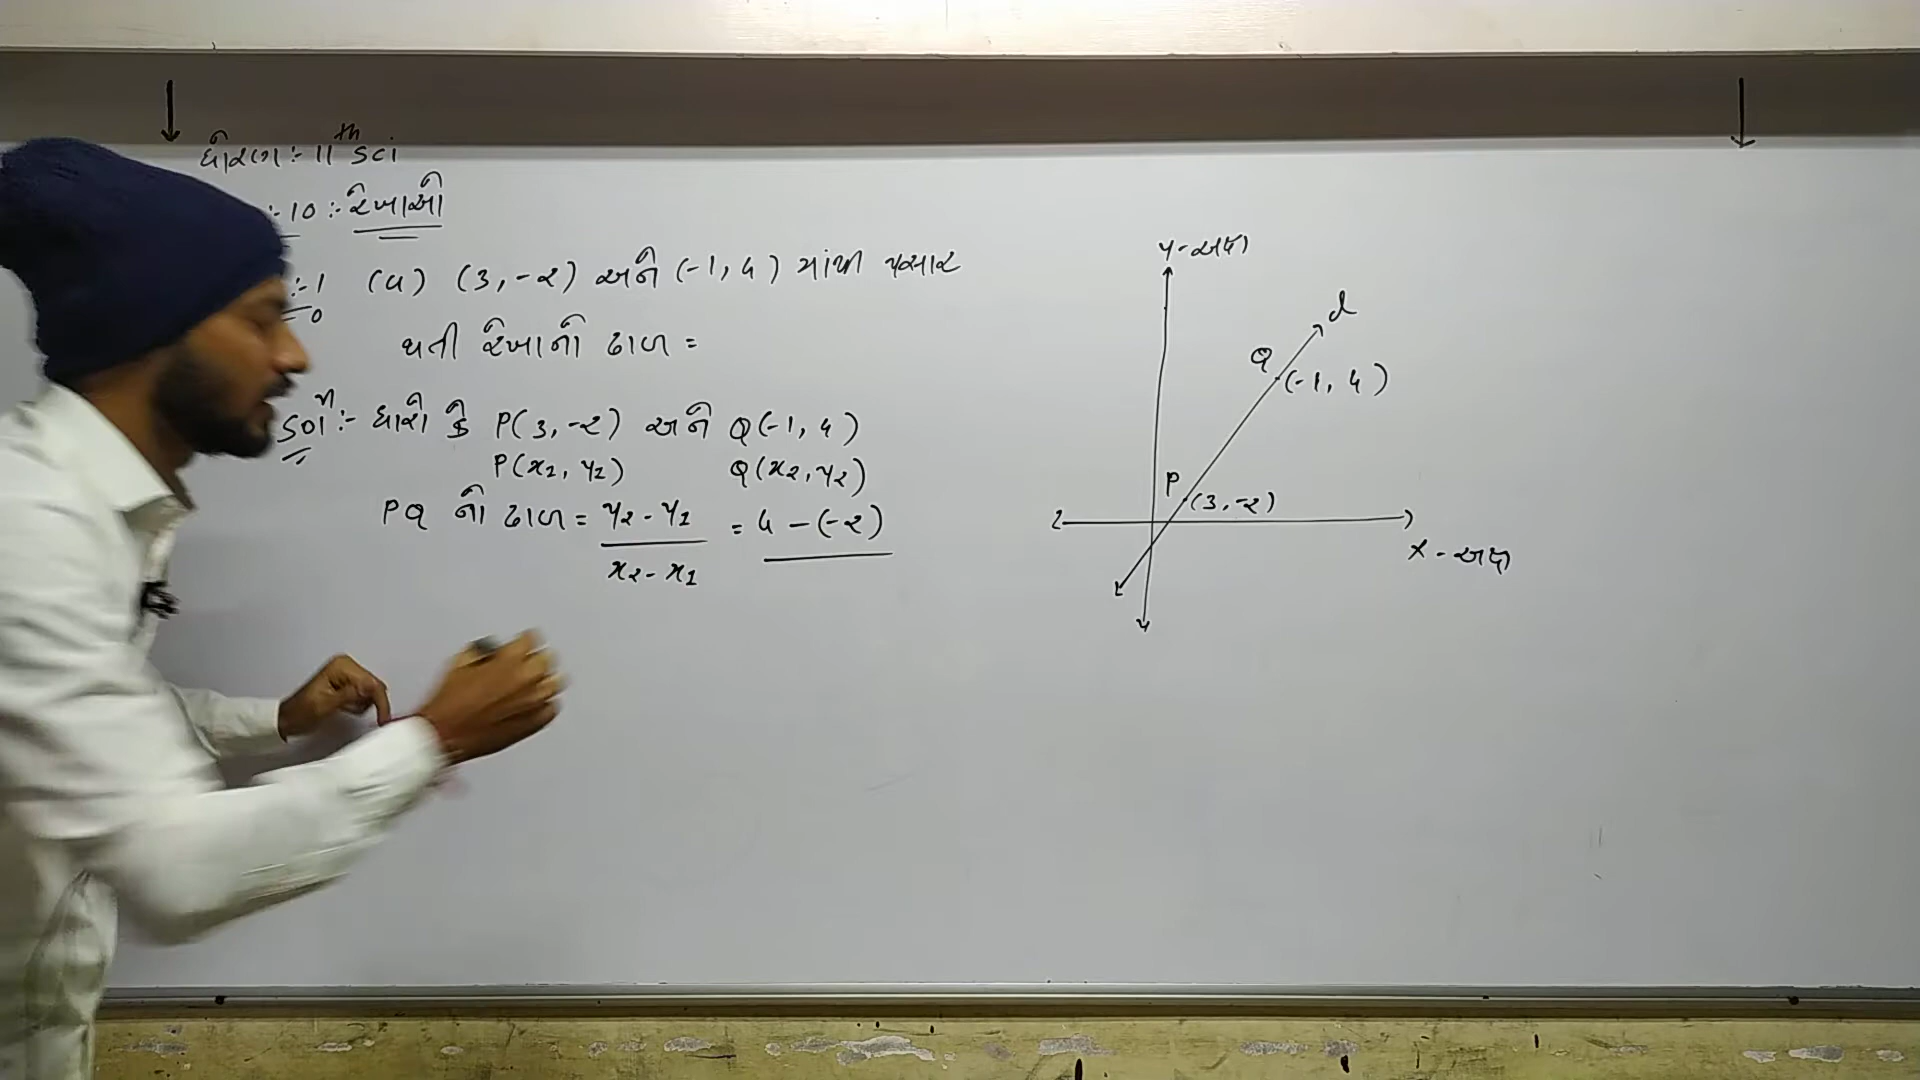 ધોરણ :- 11th sci
:- 10 :- રેખાઓ
:- 1 (a) (3, -2) અને (-1, 4) માંથી પસાર
થતી રેખાનો ઢાળ =
Soln :- ધારો કે P(3, -2) અને Q(-1, 4)
P(x1, y1) Q(x2, y2)
PQ નો ઢાળ = y2 - y1 = 4 - (-2)
x2 - x1
y-અક્ષ
l
Q
(-1, 4)
P
(3, -2)
x-અક્ષ